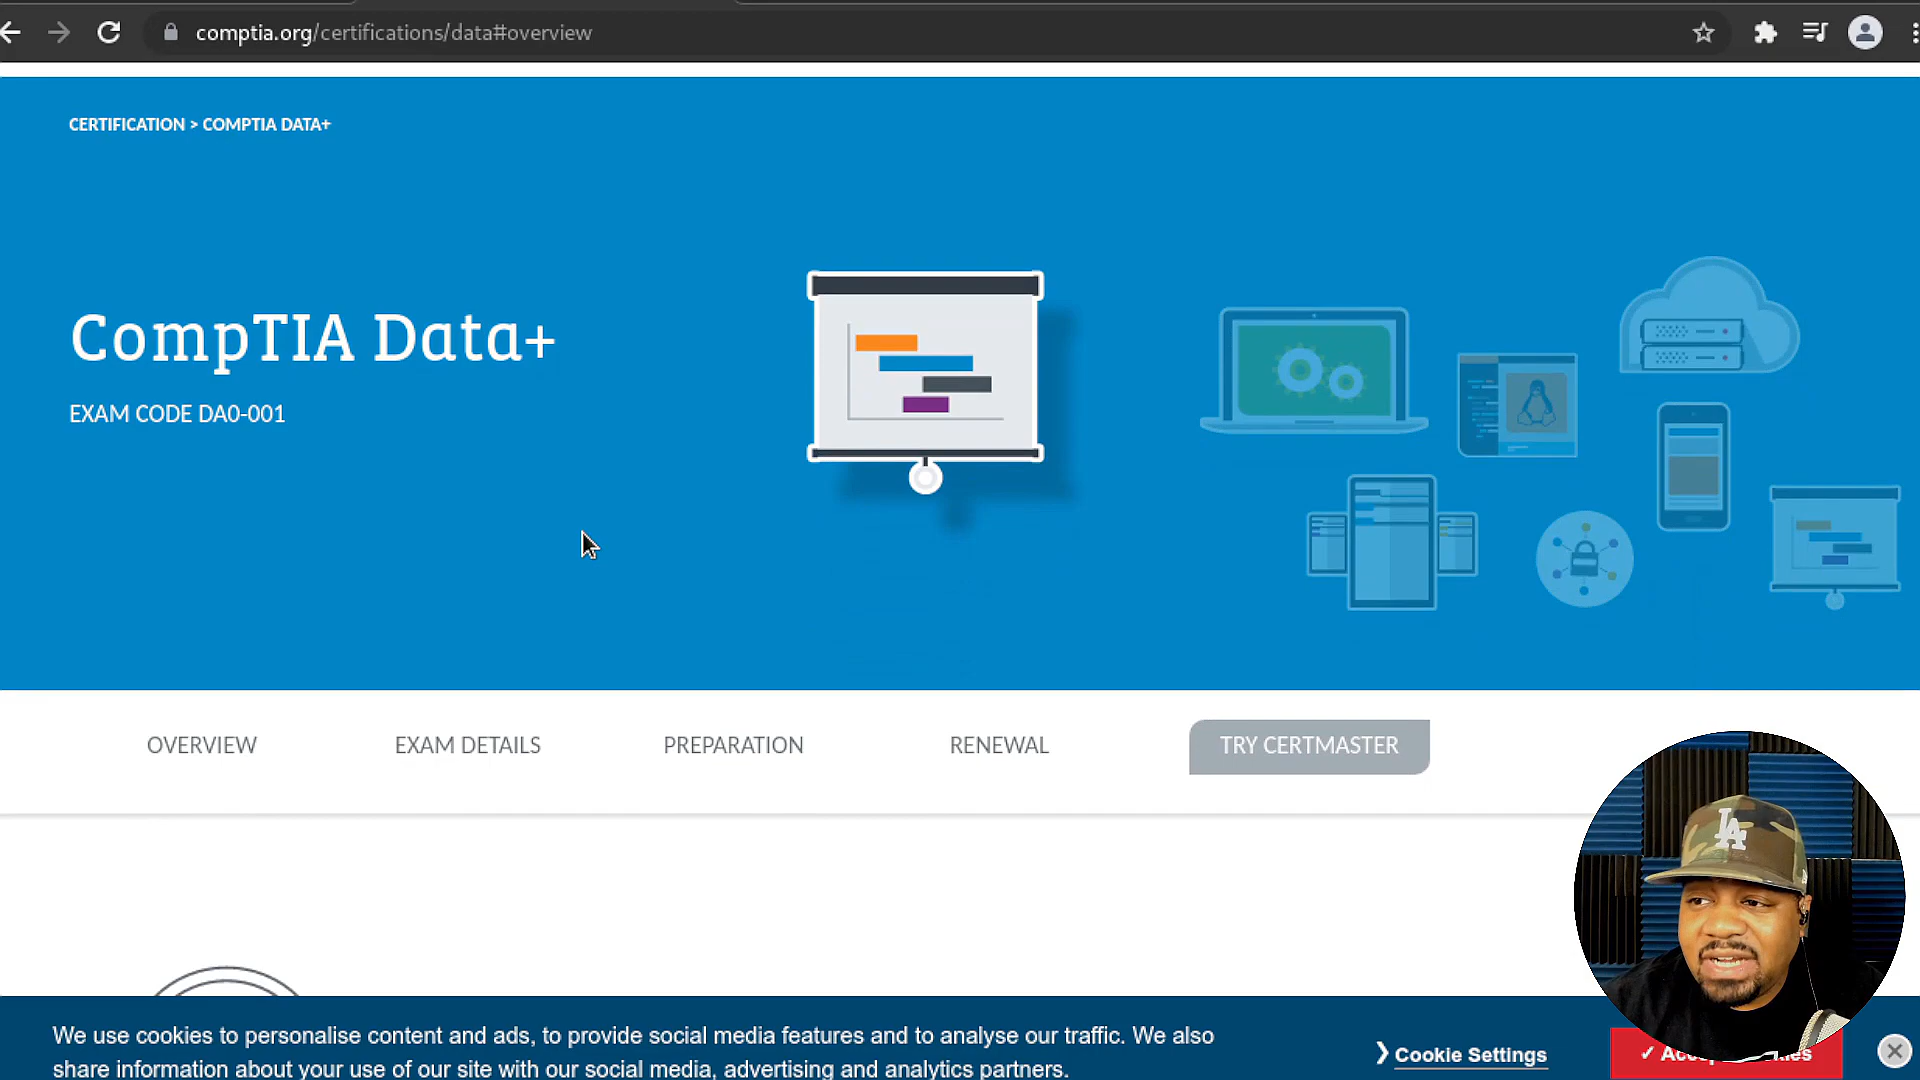 comptia.org/certifications/data#overview
CERTIFICATION > COMPTIA DATA+
CompTIA Data+
EXAM CODE DA0-001
OVERVIEW
EXAM DETAILS
PREPARATION
RENEWAL
TRY CERTMASTER
LA
We use cookies to personalise content and ads, to provide social media features and to analyse our traffic. We also
share information about your use of our site with our social media, advertising and analytics partners.
❯ Cookie Settings